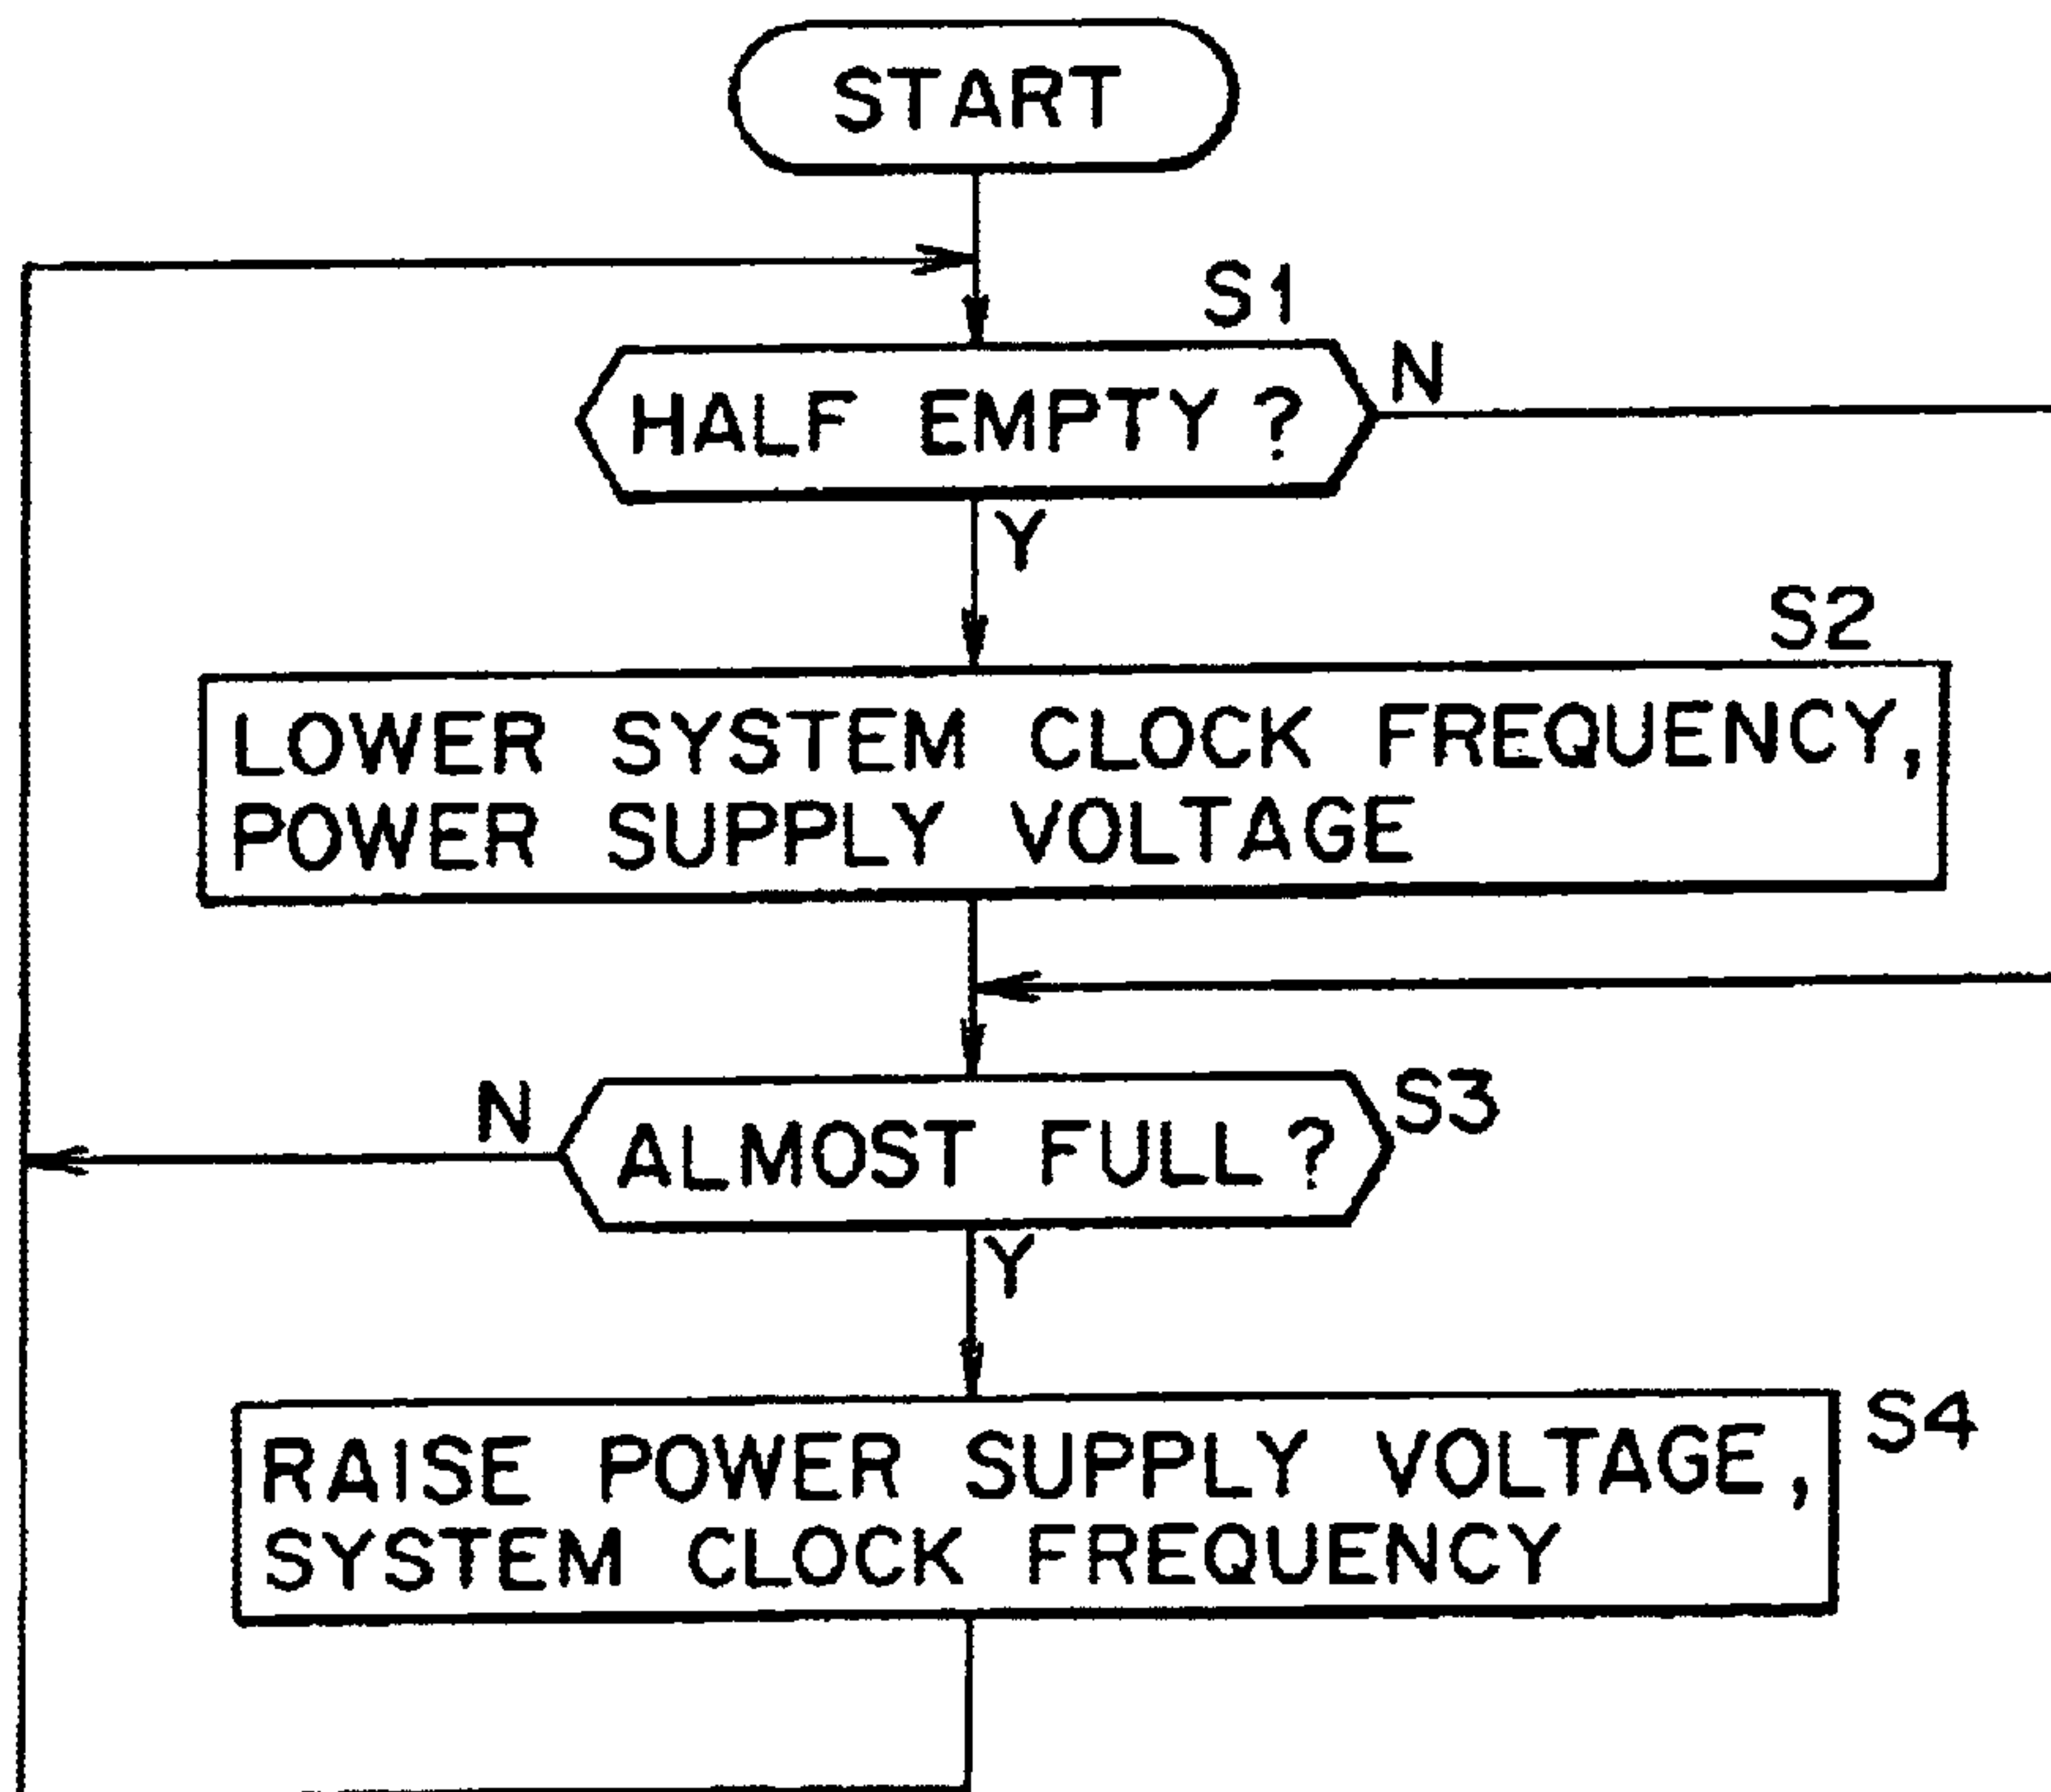 START
S1
HALF EMPTY ?
N
Y
S2
LOWER SYSTEM CLOCK FREQUENCY,
POWER SUPPLY VOLTAGE
N
ALMOST FULL ?
S3
Y
RAISE POWER SUPPLY VOLTAGE,
SYSTEM CLOCK FREQUENCY
S4